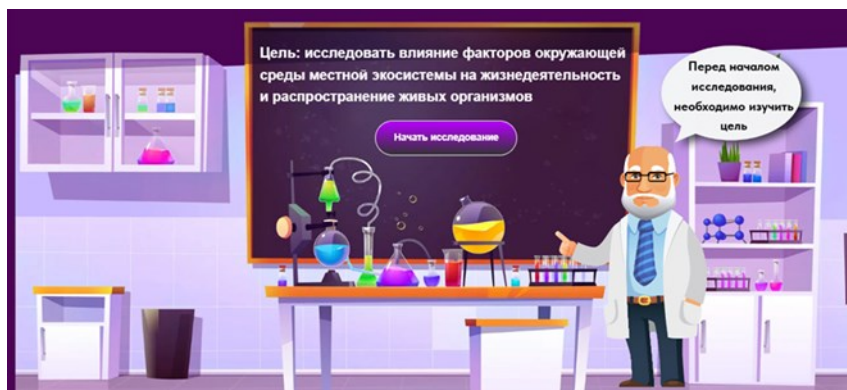 Цель: исследовать влияние факторов окружающей
среды местной экосистемы на жизнедеятельность
и распространение живых организмов
Начать исследование
Перед началом
исследования,
необходимо изучить
цель